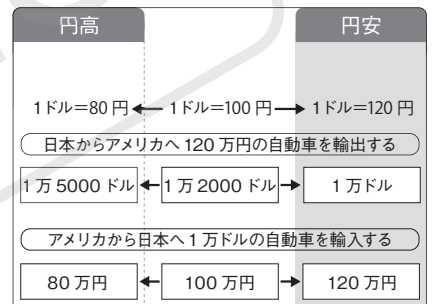 円高 円安
1ドル=80円 1ドル=100円 1ドル=120円
日本からアメリカへ120万円の自動車を輸出する
1万5000ドル 1万2000ドル 1万ドル
アメリカから日本へ1万ドルの自動車を輸入する
80万円 100万円 120万円